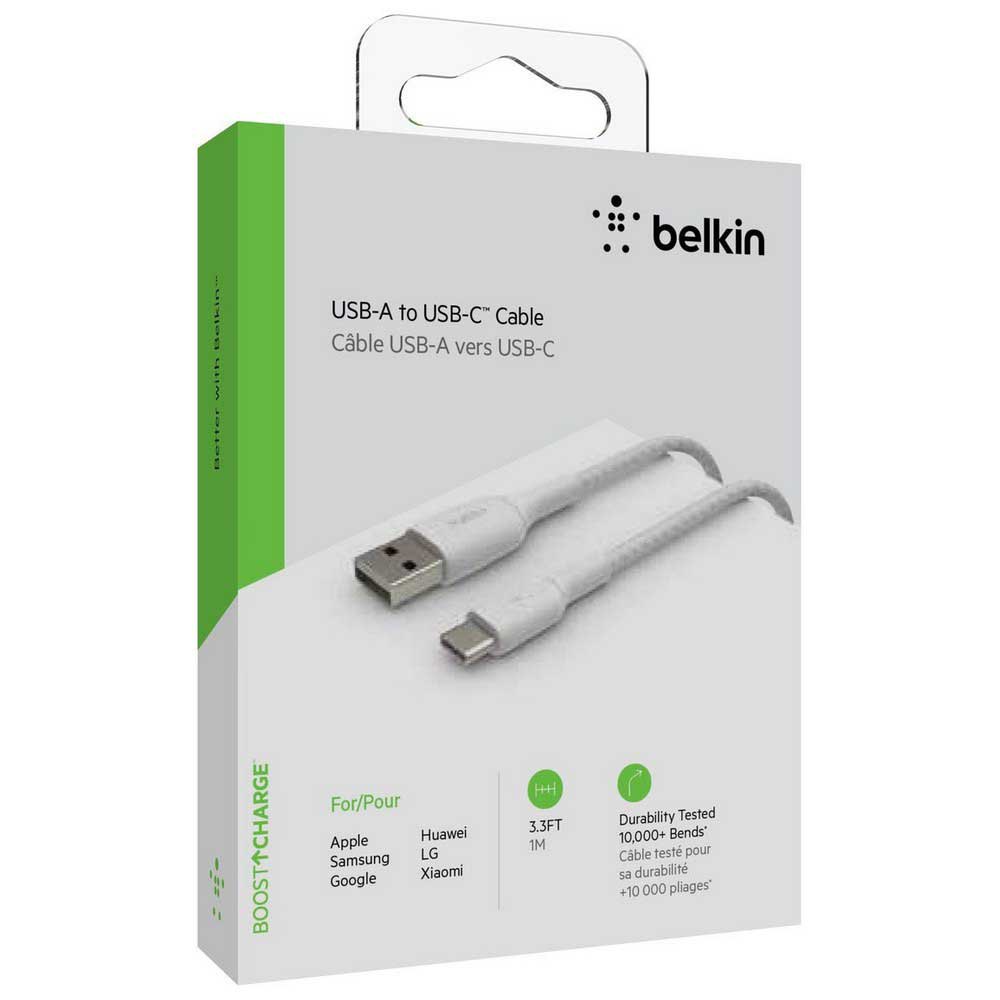 belkin
USB-A to USB-C™ Cable
Câble USB-A vers USB-C
Better with Belkin™
belkin
BOOST↑CHARGE™
For/Pour
Apple
Samsung
Google
Huawei
LG
Xiaomi
3.3FT
1M
Durability Tested
10,000+ Bends*
Câble testé pour
sa durabilité
+10 000 pliages*